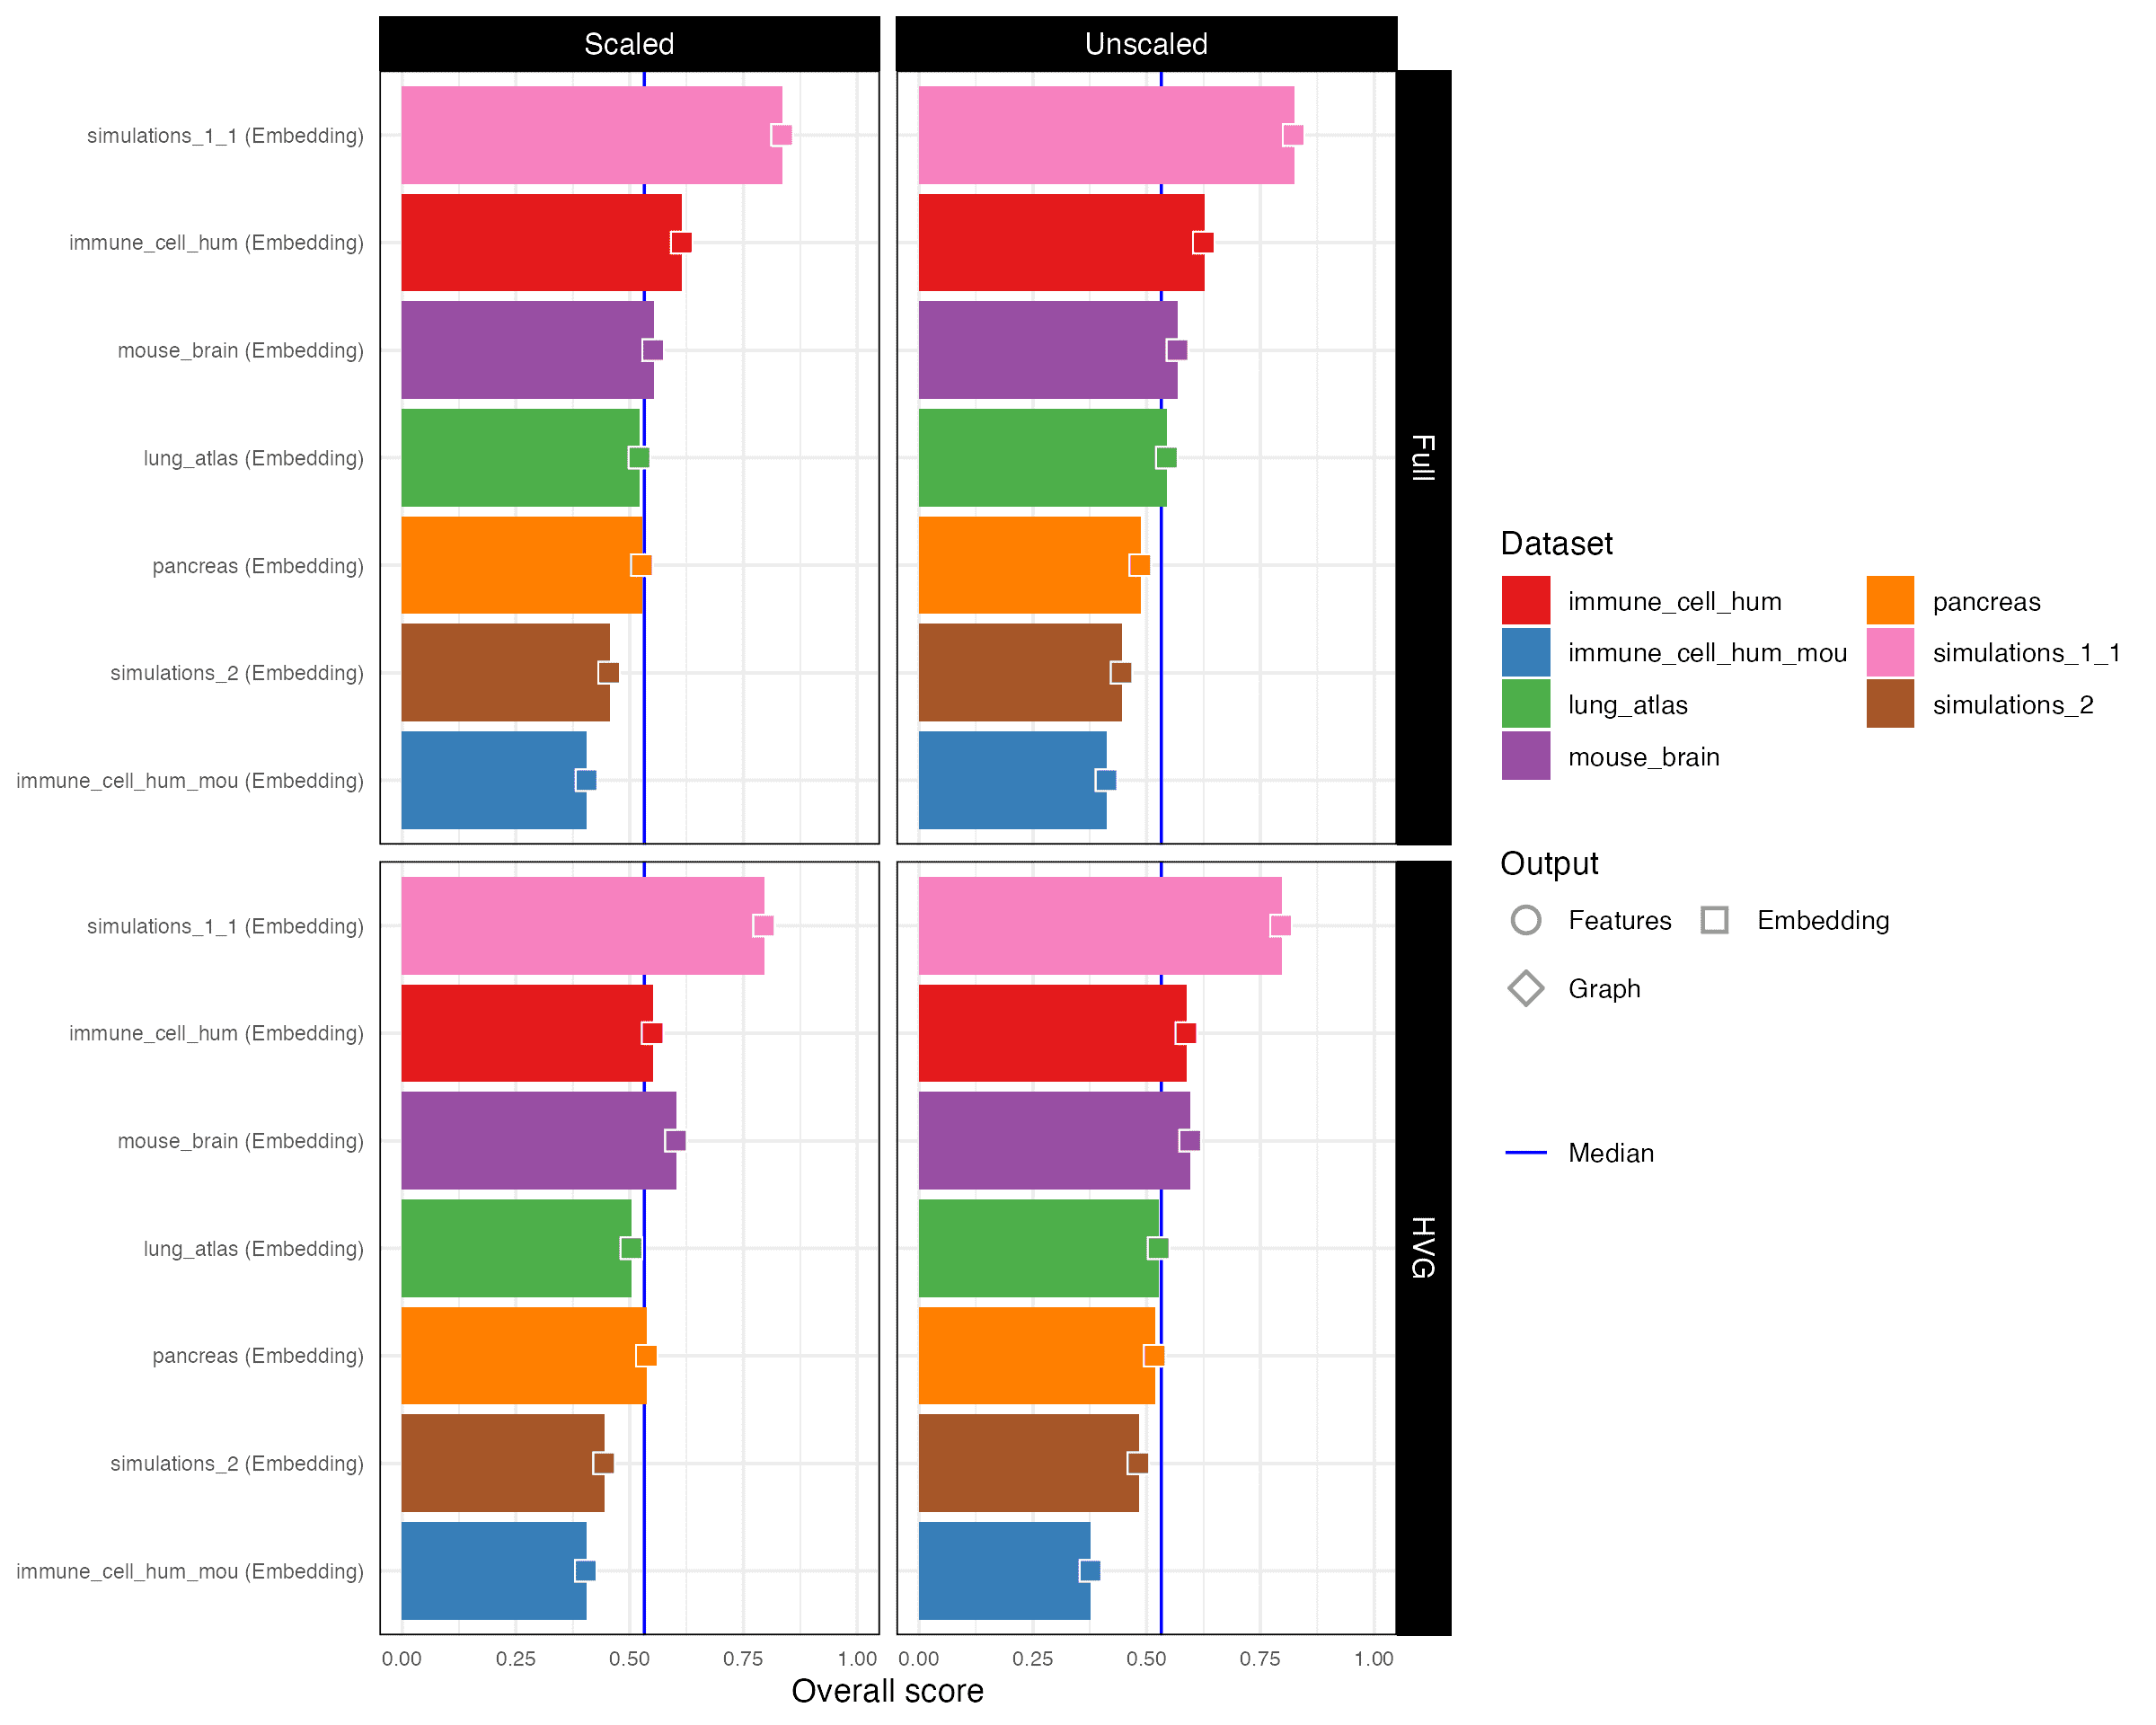 Scaled
Unscaled
simulations_1_1 (Embedding)
immune_cell_hum (Embedding)
mouse_brain (Embedding)
lung_atlas (Embedding)
pancreas (Embedding)
simulations_2 (Embedding)
immune_cell_hum_mou (Embedding)
Full
simulations_1_1 (Embedding)
immune_cell_hum (Embedding)
mouse_brain (Embedding)
lung_atlas (Embedding)
pancreas (Embedding)
simulations_2 (Embedding)
immune_cell_hum_mou (Embedding)
HVG
0.00 0.25 0.50 0.75 1.00
0.00 0.25 0.50 0.75 1.00
Overall score
Dataset
immune_cell_hum
immune_cell_hum_mou
lung_atlas
mouse_brain
pancreas
simulations_1_1
simulations_2
Output
Features
Embedding
Graph
Median